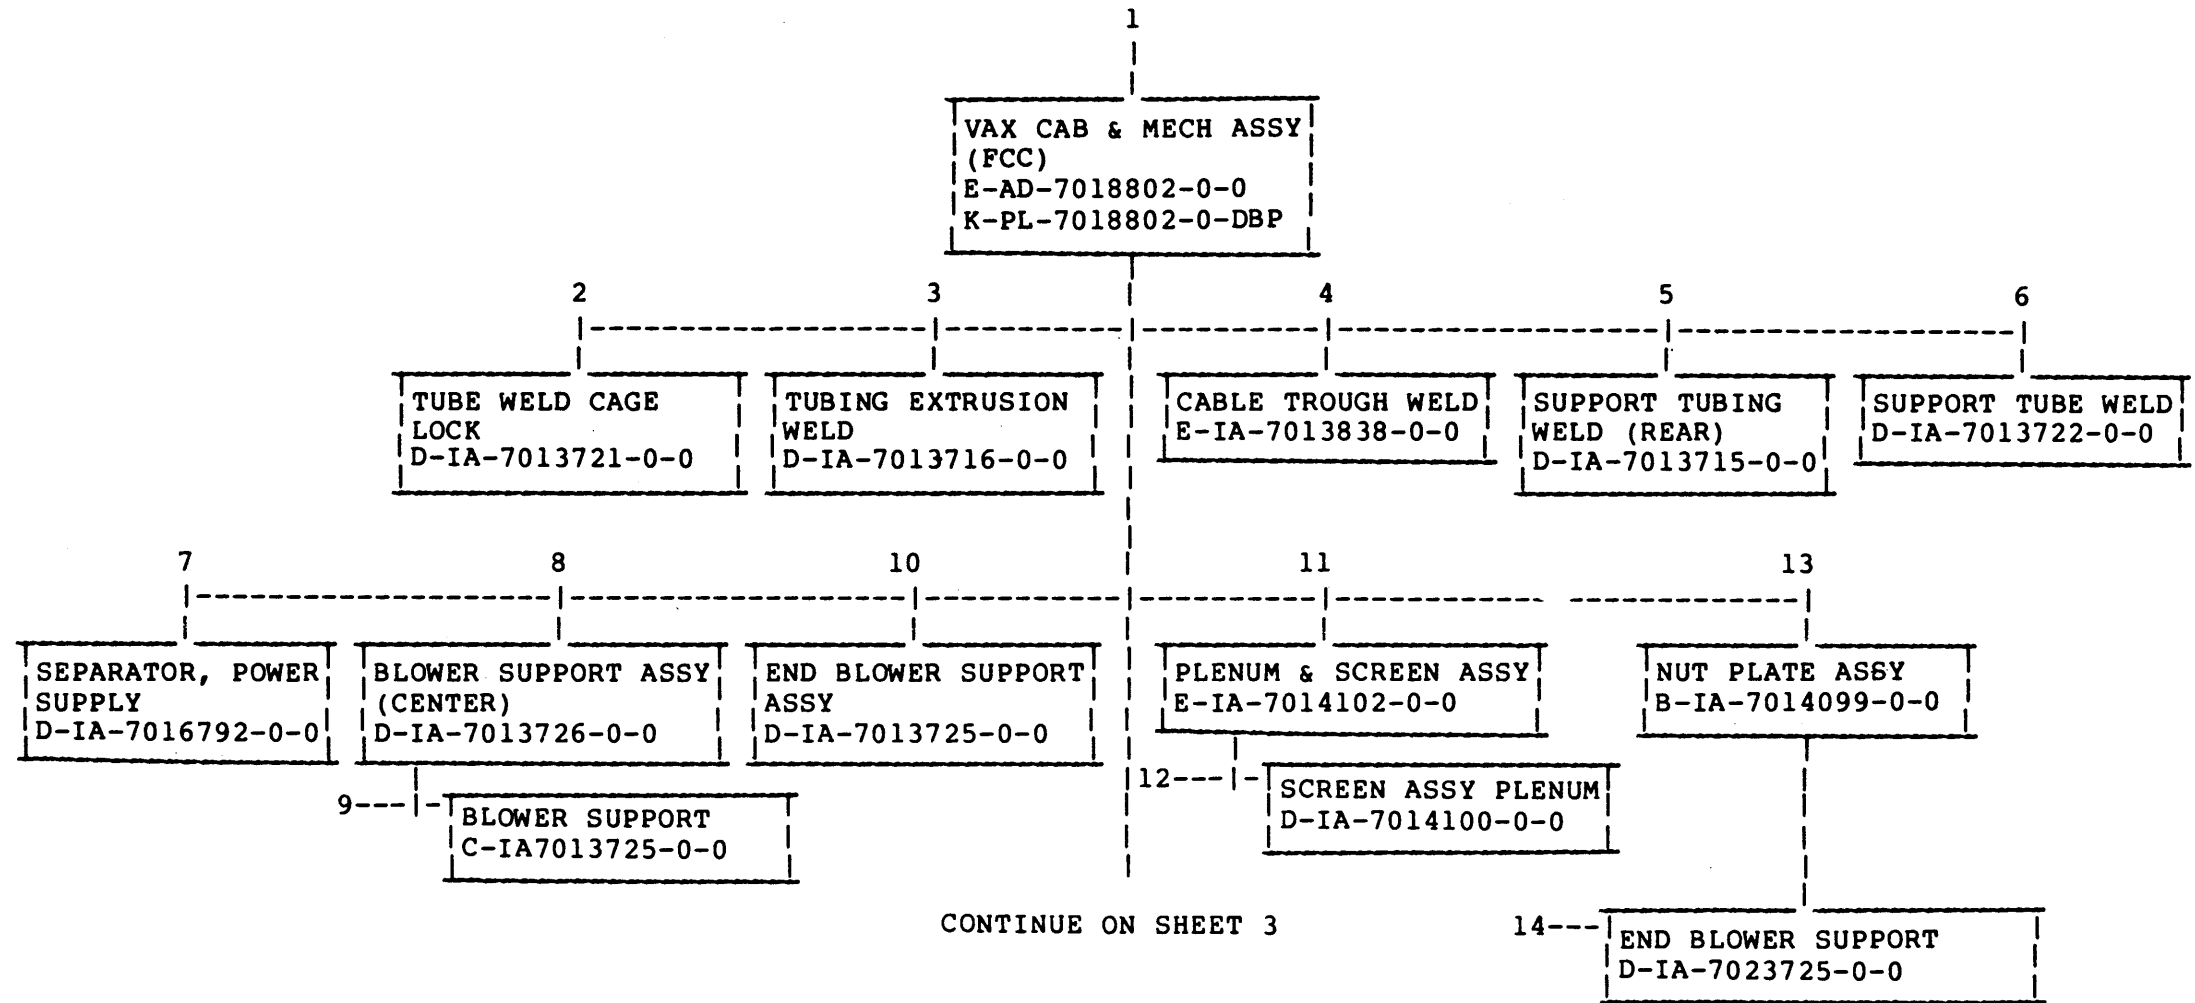 1
VAX CAB & MECH ASSY
(FCC)
E-AD-7018802-0-0
K-PL-7018802-0-DBP
2
3
4
5
6
TUBE WELD CAGE
LOCK
D-IA-7013721-0-0
TUBING EXTRUSION
WELD
D-IA-7013716-0-0
CABLE TROUGH WELD
E-IA-7013838-0-0
SUPPORT TUBING
WELD (REAR)
D-IA-7013715-0-0
SUPPORT TUBE WELD
D-IA-7013722-0-0
7
8
10
11
13
SEPARATOR, POWER
SUPPLY
D-IA-7016792-0-0
BLOWER SUPPORT ASSY
(CENTER)
D-IA-7013726-0-0
END BLOWER SUPPORT
ASSY
D-IA-7013725-0-0
PLENUM & SCREEN ASSY
E-IA-7014102-0-0
NUT PLATE ASSY
B-IA-7014099-0-0
9
BLOWER SUPPORT
C-IA7013725-0-0
12
SCREEN ASSY PLENUM
D-IA-7014100-0-0
CONTINUE ON SHEET 3
14
END BLOWER SUPPORT
D-IA-7023725-0-0